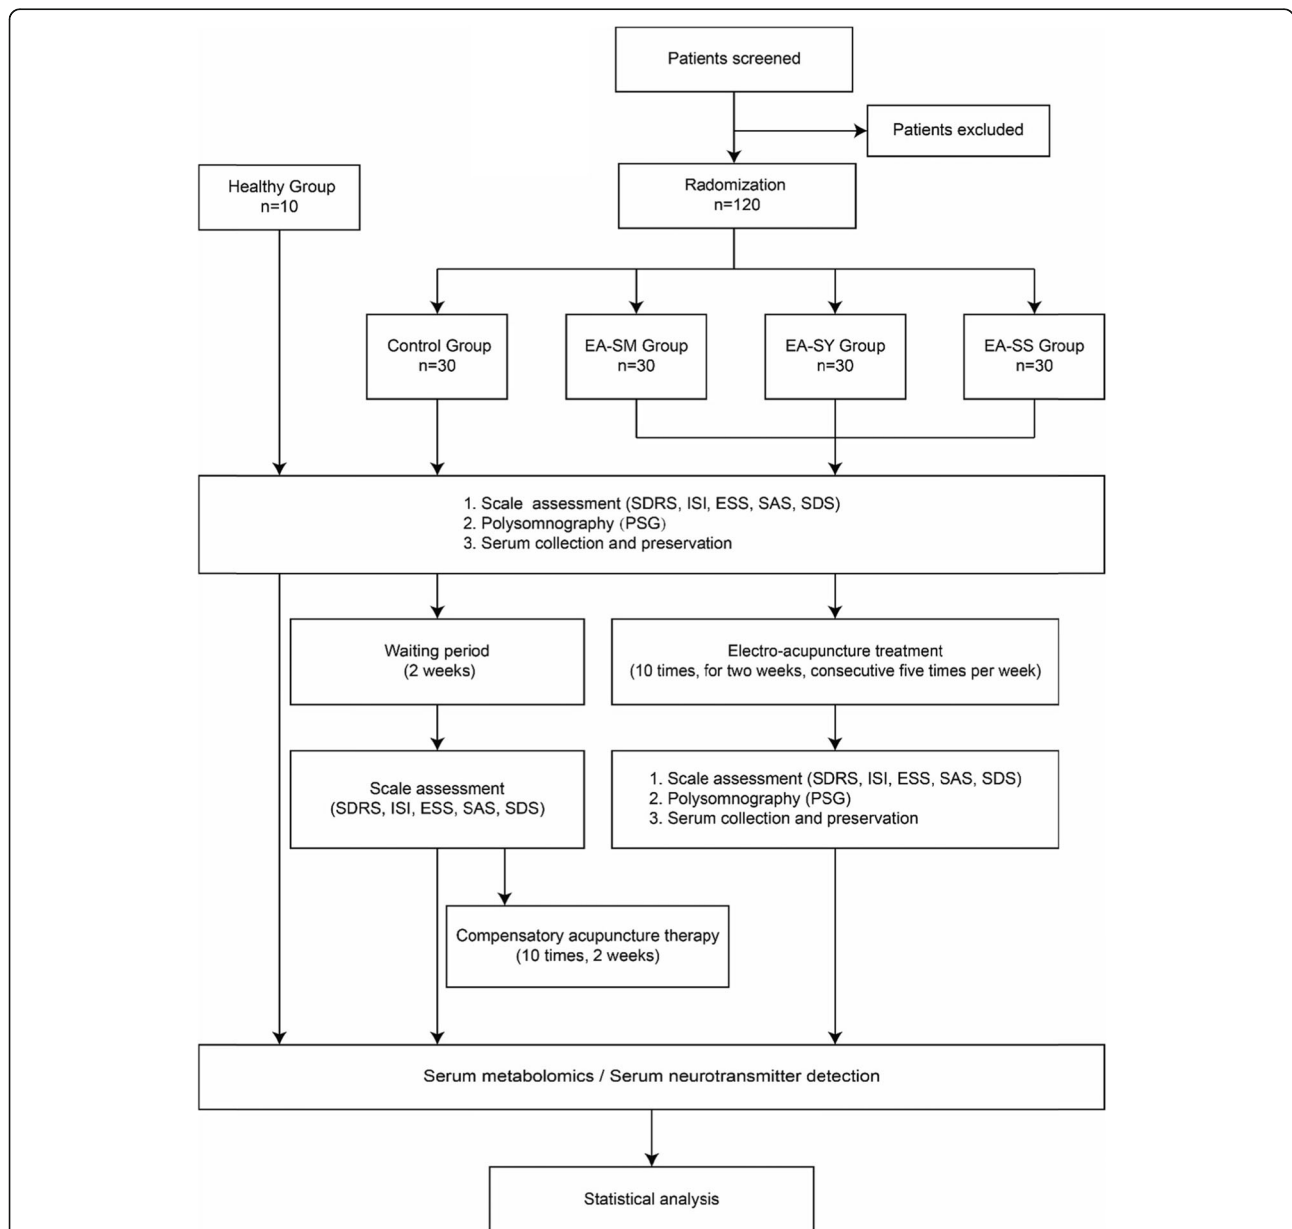 Patients screened
Patients excluded
Healthy Group
n=10
Radomization
n=120
Control Group
n=30
EA-SM Group
n=30
EA-SY Group
n=30
EA-SS Group
n=30
1. Scale assessment (SDRS, ISI, ESS, SAS, SDS)
2. Polysomnography (PSG)
3. Serum collection and preservation
Waiting period
(2 weeks)
Electro-acupuncture treatment
(10 times, for two weeks, consecutive five times per week)
Scale assessment
(SDRS, ISI, ESS, SAS, SDS)
1. Scale assessment (SDRS, ISI, ESS, SAS, SDS)
2. Polysomnography (PSG)
3. Serum collection and preservation
Compensatory acupuncture therapy
(10 times, 2 weeks)
Serum metabolomics / Serum neurotransmitter detection
Statistical analysis